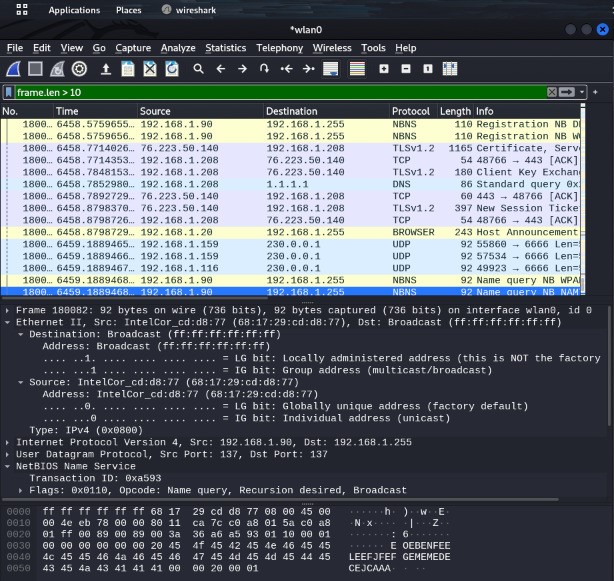 Applications Places wireshark
*wlan0
File Edit View Go Capture Analyze Statistics Telephony Wireless Tools Help
frame.len > 10
No. Time Source Destination Protocol Length Info
1800… 6458.5759655… 192.168.1.90 192.168.1.255 NBNS 110 Registration NB
1800… 6458.5759656… 192.168.1.90 192.168.1.255 NBNS 110 Registration NB
1800… 6458.7714026… 76.223.50.140 192.168.1.208 TLSv1.2 1165 Certificate, Serv
1800… 6458.7714353… 192.168.1.208 76.223.50.140 TCP 54 48766 → 443 [ACK]
1800… 6458.7848153… 192.168.1.208 76.223.50.140 TLSv1.2 180 Client Key Exchan
1800… 6458.7852980… 192.168.1.208 1.1.1.1 DNS 86 Standard query 0x
1800… 6458.7892729… 76.223.50.140 192.168.1.208 TCP 60 443 → 48766 [ACK]
1800… 6458.8798370… 76.223.50.140 192.168.1.208 TLSv1.2 397 New Session Ticke
1800… 6458.8798726… 192.168.1.208 76.223.50.140 TCP 54 48766 → 443 [ACK]
1800… 6458.8798729… 192.168.1.20 192.168.1.255 BROWSER 243 Host Announcement
1800… 6459.1889465… 192.168.1.159 230.0.0.1 UDP 92 55860 → 6666 Len=
1800… 6459.1889466… 192.168.1.159 230.0.0.1 UDP 92 57534 → 6666 Len=
1800… 6459.1889467… 192.168.1.116 230.0.0.1 UDP 92 49923 → 6666 Len=
1800… 6459.1889468… 192.168.1.90 192.168.1.255 NBNS 92 Name query NB WPA
1800… 6459.1889468… 192.168.1.90 192.168.1.255 NBNS 92 Name query NB NAM
Frame 180082: 92 bytes on wire (736 bits), 92 bytes captured (736 bits) on interface wlan0, id 0
Ethernet II, Src: IntelCor_cd:d8:77 (68:17:29:cd:d8:77), Dst: Broadcast (ff:ff:ff:ff:ff:ff)
Destination: Broadcast (ff:ff:ff:ff:ff:ff)
Address: Broadcast (ff:ff:ff:ff:ff:ff)
.... ..1. .... .... .... .... = LG bit: Locally administered address (this is NOT the factory
.... ...1 .... .... .... .... = IG bit: Group address (multicast/broadcast)
Source: IntelCor_cd:d8:77 (68:17:29:cd:d8:77)
Address: IntelCor_cd:d8:77 (68:17:29:cd:d8:77)
.... ..0. .... .... .... .... = LG bit: Globally unique address (factory default)
.... ...0 .... .... .... .... = IG bit: Individual address (unicast)
Type: IPv4 (0x0800)
Internet Protocol Version 4, Src: 192.168.1.90, Dst: 192.168.1.255
User Datagram Protocol, Src Port: 137, Dst Port: 137
NetBIOS Name Service
Transaction ID: 0xa593
Flags: 0x0110, Opcode: Name query, Recursion desired, Broadcast
0000 ff ff ff ff ff ff 68 17 29 cd d8 77 08 00 45 00 ······h· )··w··E·
0010 00 4e eb 78 00 00 80 11 ca 7c c0 a8 01 5a c0 a8 ·N·x···· ·|···Z··
0020 01 ff 00 89 00 89 00 3a 36 a6 a5 93 01 10 00 01 ·······: 6·······
0030 00 00 00 00 00 00 20 45 4f 45 42 45 4e 46 45 45 ······ E OEBENFEE
0040 4c 45 45 46 4a 46 45 46 47 45 4d 45 4d 45 44 45 LEEFJFEF GEMEMEDE
0050 43 45 4a 43 41 41 41 00 00 20 00 01 CEJCAAA· · ··